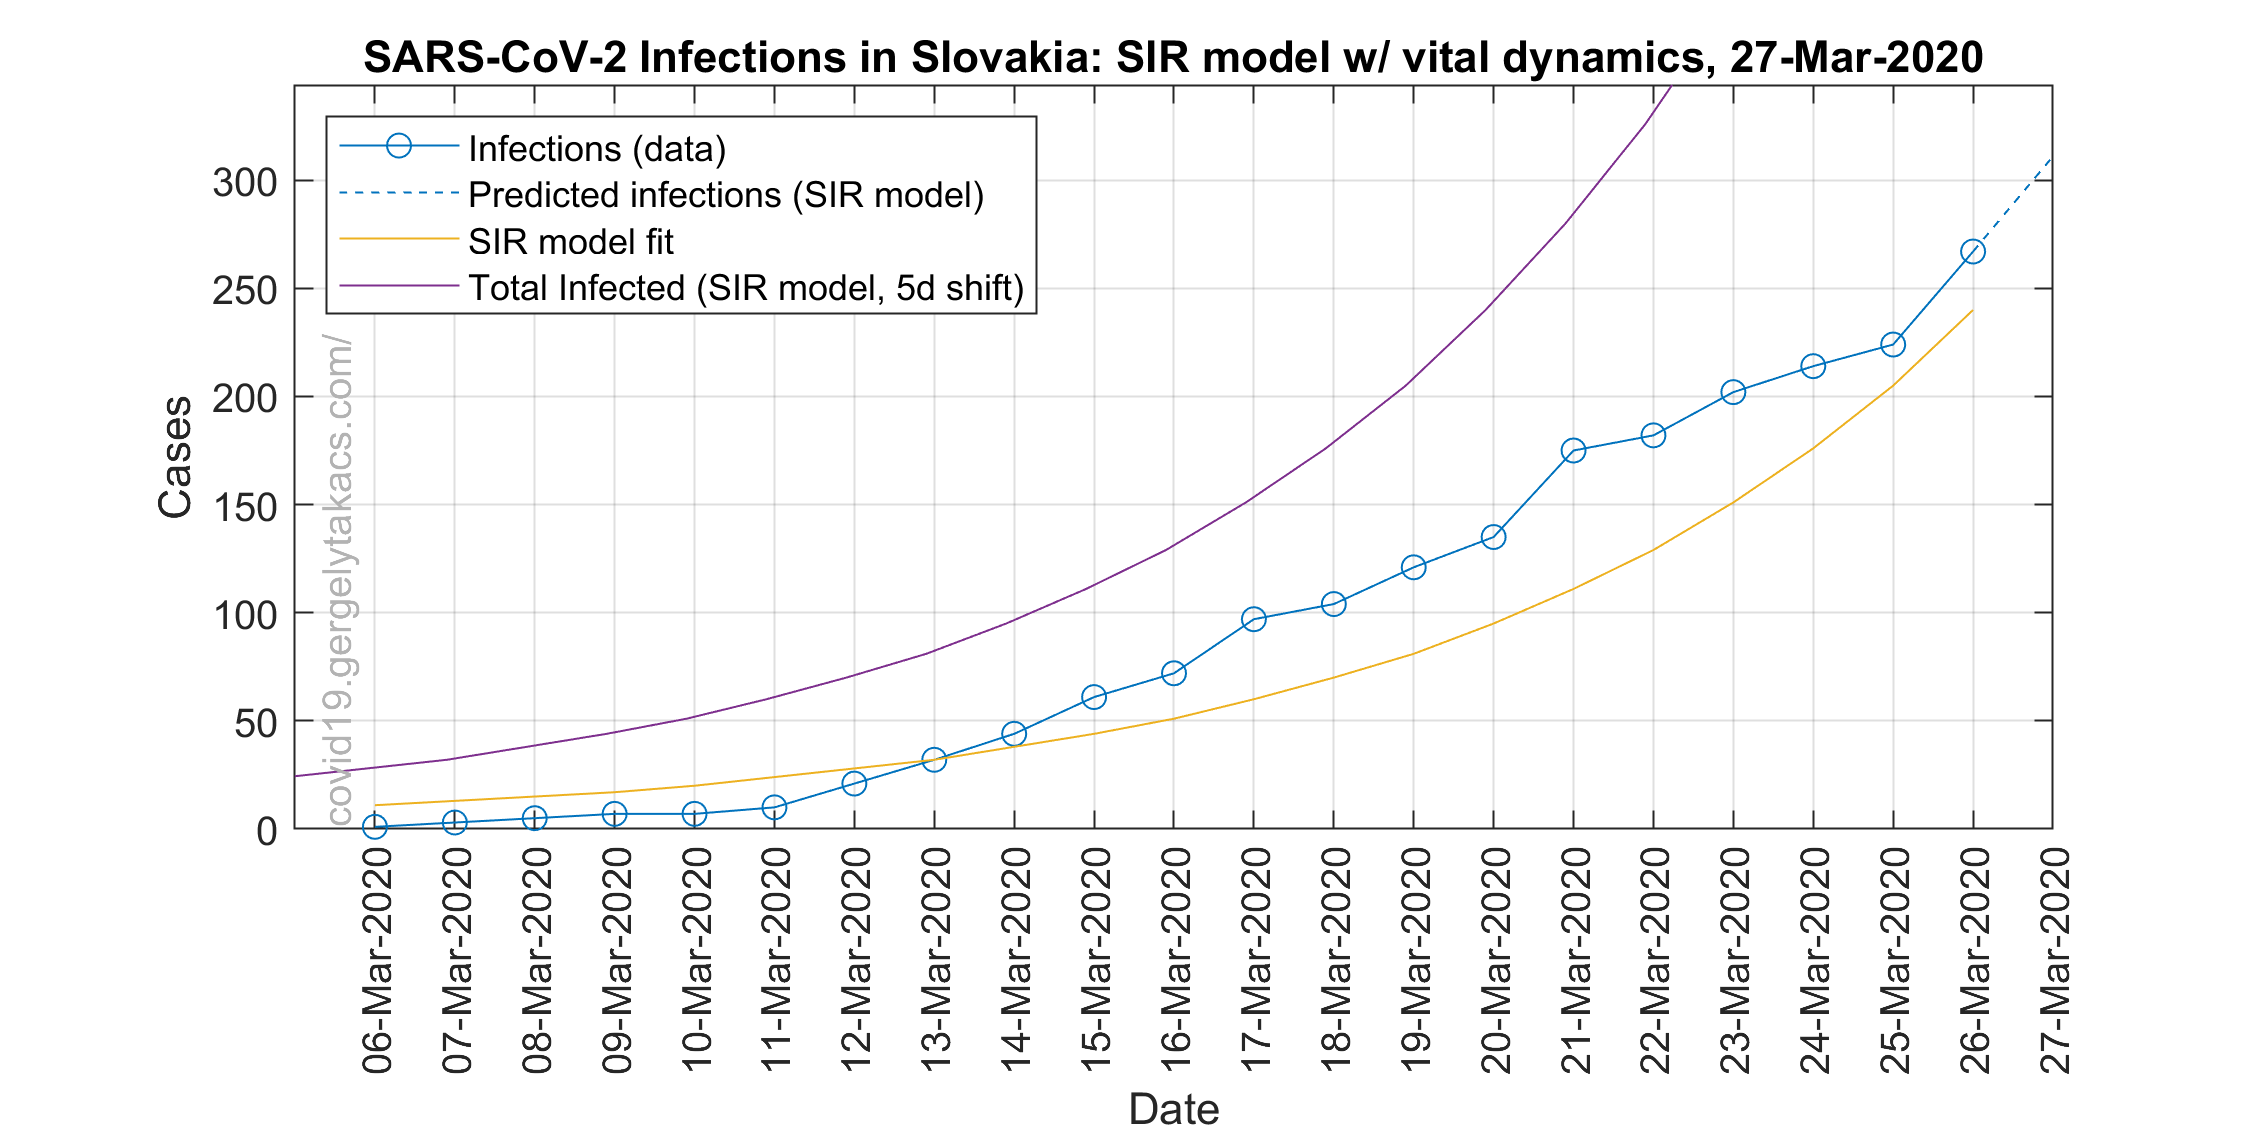 SARS-CoV-2 Infections in Slovakia: SIR model w/ vital dynamics, 27-Mar-2020
Infections (data)
Predicted infections (SIR model)
SIR model fit
Total Infected (SIR model, 5d shift)
300
250
200
150
100
50
0
Cases
covid19.gergelytakacs.com/
06-Mar-2020
07-Mar-2020
08-Mar-2020
09-Mar-2020
10-Mar-2020
11-Mar-2020
12-Mar-2020
13-Mar-2020
14-Mar-2020
15-Mar-2020
16-Mar-2020
17-Mar-2020
18-Mar-2020
19-Mar-2020
20-Mar-2020
21-Mar-2020
22-Mar-2020
23-Mar-2020
24-Mar-2020
25-Mar-2020
26-Mar-2020
27-Mar-2020
Date